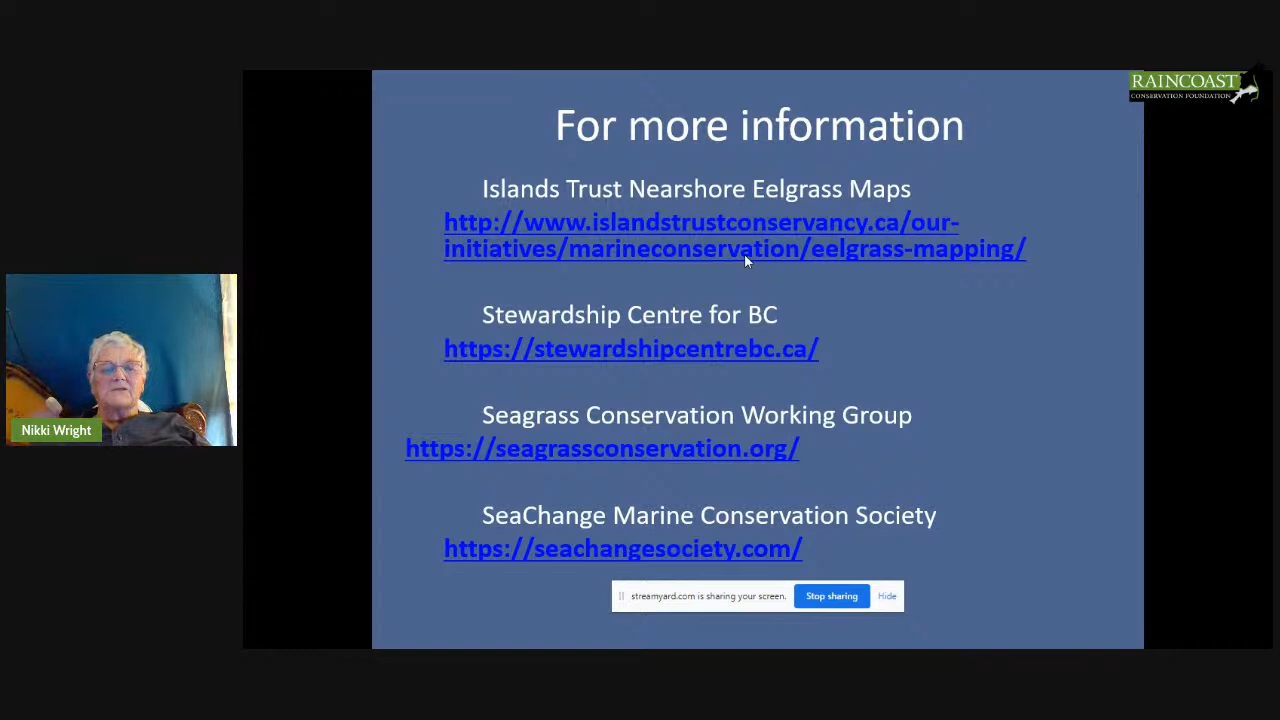 RAINCOAST
CONSERVATION FOUNDATION
For more information
Islands Trust Nearshore Eelgrass Maps
http://www.islandstrustconservancy.ca/our-
initiatives/marineconservation/eelgrass-mapping/
Stewardship Centre for BC
https://stewardshipcentrebc.ca/
Seagrass Conservation Working Group
https://seagrassconservation.org/
SeaChange Marine Conservation Society
https://seachangesociety.com/
streamyard.com is sharing your screen. Stop sharing Hide
Nikki Wright